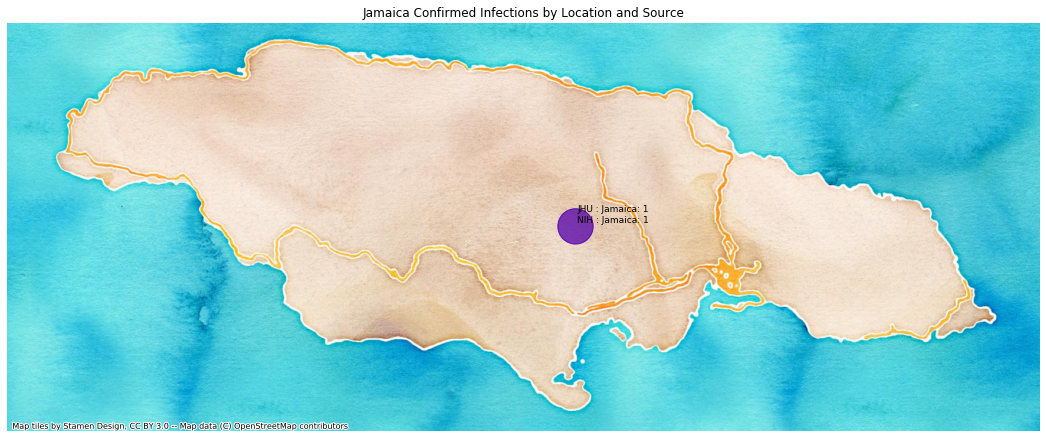 Jamaica Confirmed Infections by Location and Source
JHU : Jamaica: 1
NIH : Jamaica: 1
Map tiles by Stamen Design, CC BY 3.0 -- Map data (C) OpenStreetMap contributors